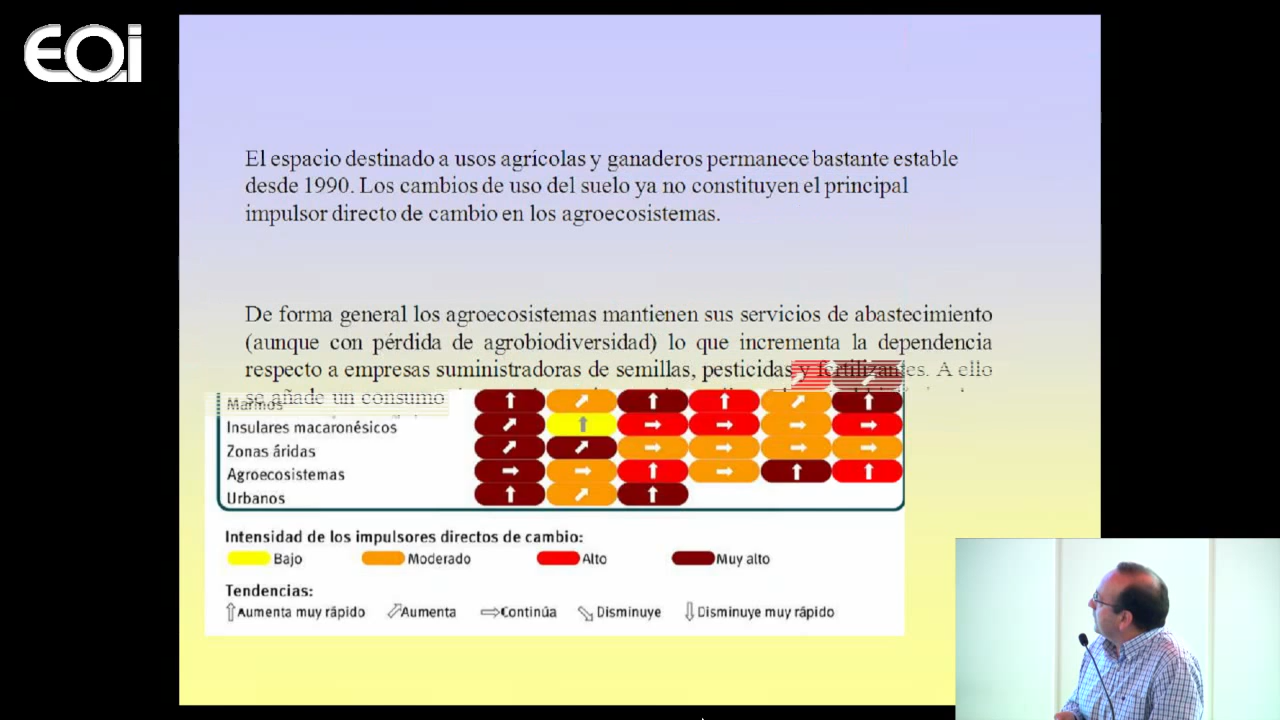 EOi
El espacio destinado a usos agrícolas y ganaderos permanece bastante estable
desde 1990. Los cambios de uso del suelo ya no constituyen el principal
impulsor directo de cambio en los agroecosistemas.
De forma general los agroecosistemas mantienen sus servicios de abastecimiento
(aunque con pérdida de agrobiodiversidad) lo que incrementa la dependencia
respecto a empresas suministradoras de semillas, pesticidas y fertilizantes. A ello
se añade un consumo
Marinos
Insulares macaronésicos
Zonas áridas
Agroecosistemas
Urbanos
Intensidad de los impulsores directos de cambio:
Bajo Moderado Alto Muy alto
Tendencias:
Aumenta muy rápido Aumenta Continúa Disminuye Disminuye muy rápido